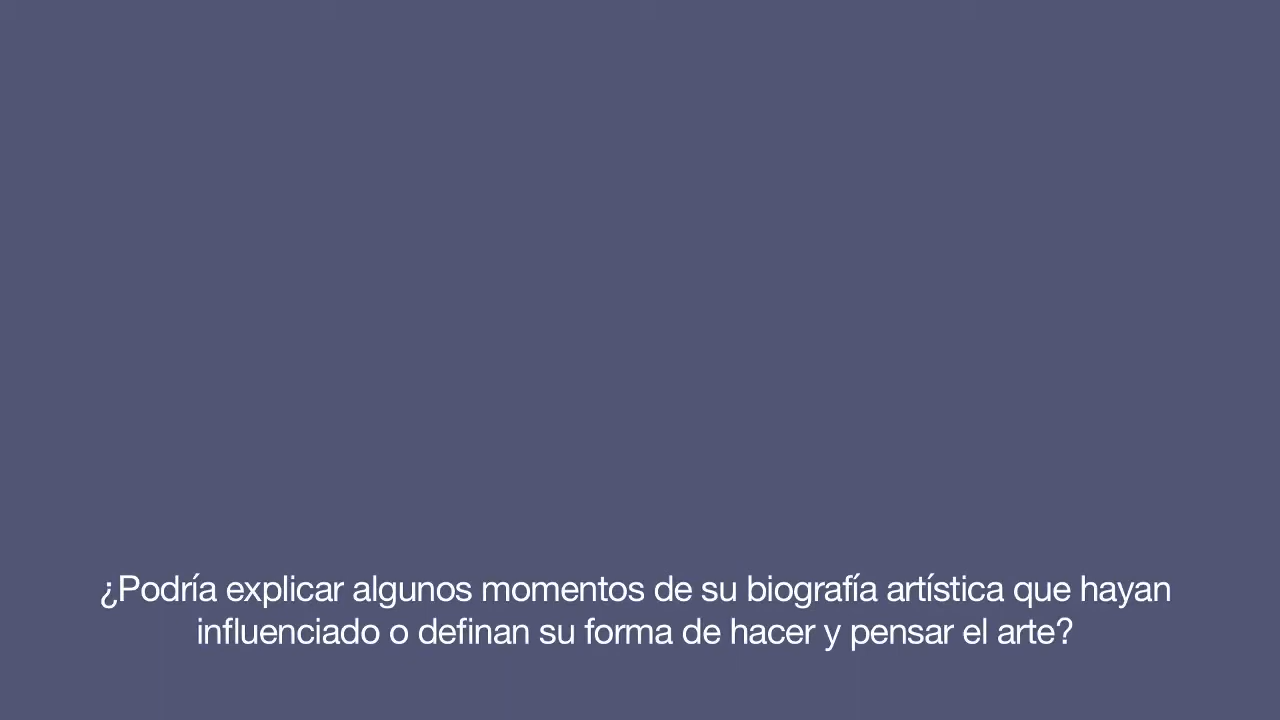 ¿Podría explicar algunos momentos de su biografía artística que hayan
influenciado o definan su forma de hacer y pensar el arte?